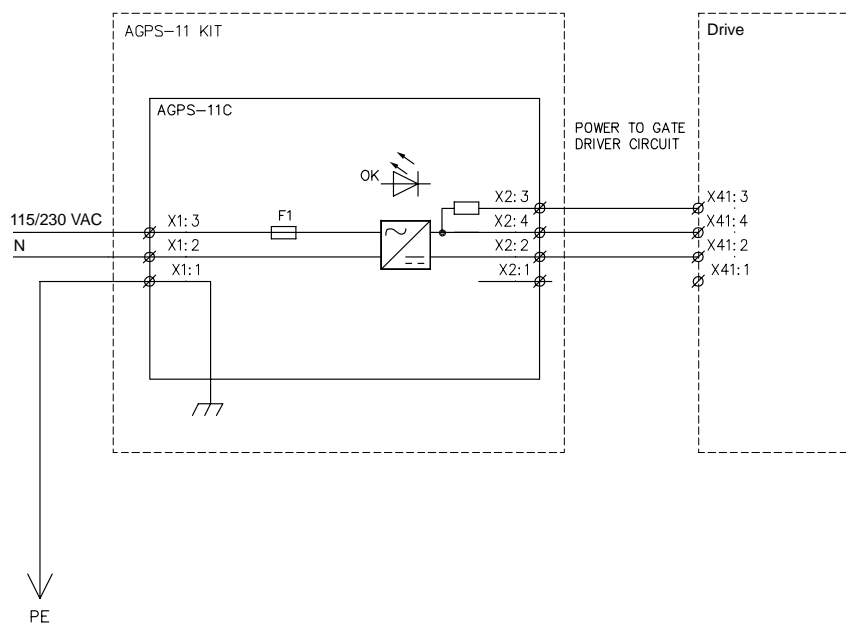 AGPS-11 KIT
Drive
AGPS-11C
POWER TO GATE
DRIVER CIRCUIT
OK
X2:3
X41:3
115/230 VAC
X1:3
F1
X2:4
X41:4
N
X1:2
X2:2
X41:2
X1:1
X2:1
X41:1
PE